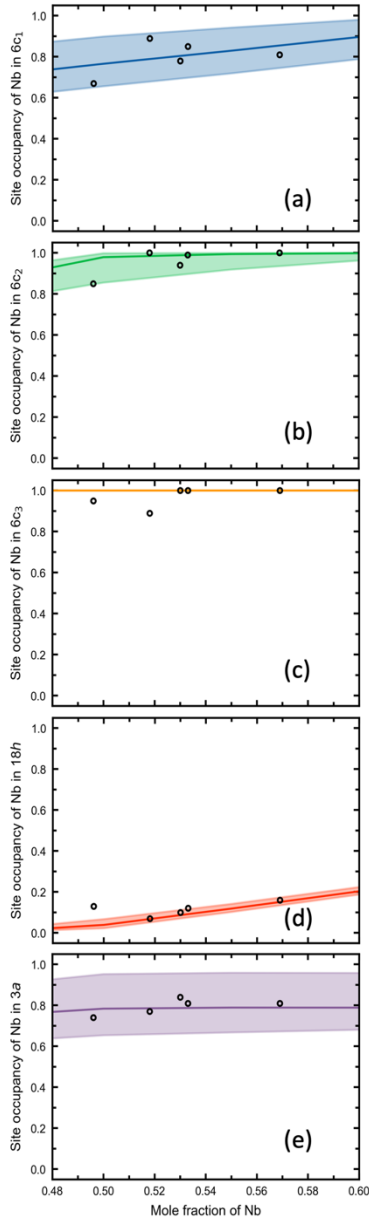 1.0
0.8
0.6
0.4
0.2
0.0
Site occupancy of Nb in 6c₁
(a)
1.0
0.8
0.6
0.4
0.2
0.0
Site occupancy of Nb in 6c₂
(b)
1.0
0.8
0.6
0.4
0.2
0.0
Site occupancy of Nb in 6c₃
(c)
1.0
0.8
0.6
0.4
0.2
0.0
Site occupancy of Nb in 18h
(d)
1.0
0.8
0.6
0.4
0.2
0.0
Site occupancy of Nb in 3a
(e)
0.48 0.50 0.52 0.54 0.56 0.58 0.60
Mole fraction of Nb